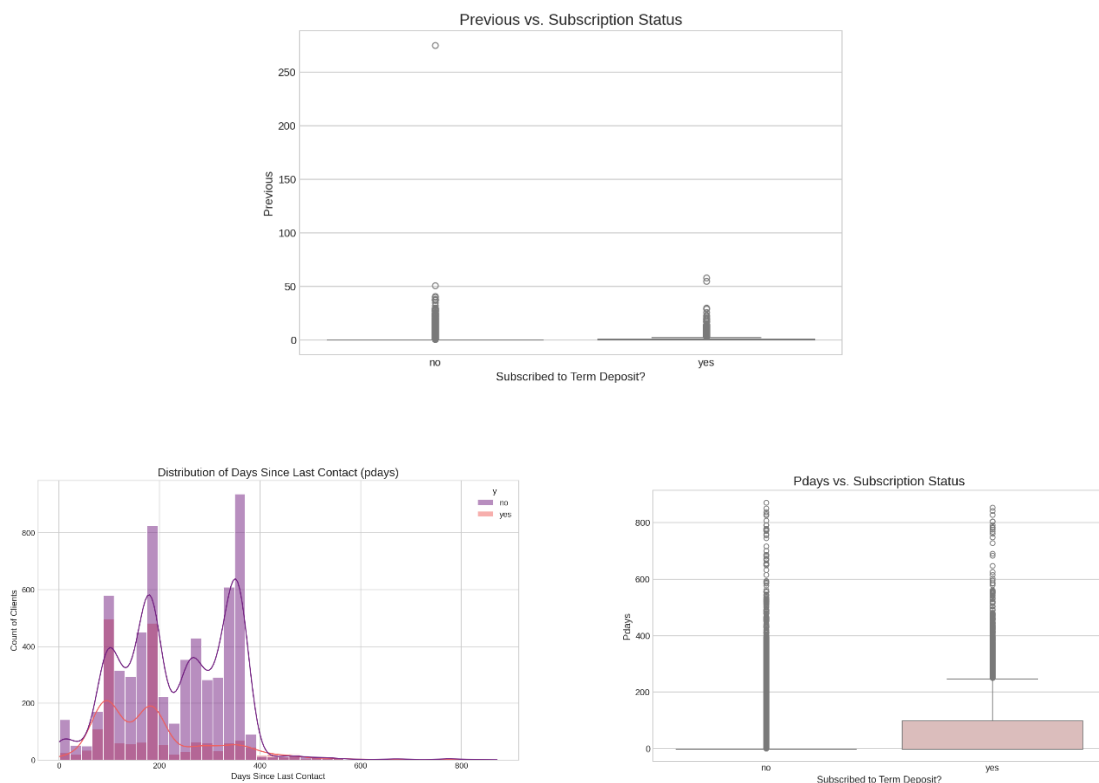 Previous vs. Subscription Status
250
200
150
100
50
0
Previous
no yes
Subscribed to Term Deposit?
Distribution of Days Since Last Contact (pdays)
y
no
yes
800
600
400
200
0
Count of Clients
0 200 400 600 800
Days Since Last Contact
Pdays vs. Subscription Status
800
600
400
200
0
Pdays
no yes
Subscribed to Term Deposit?